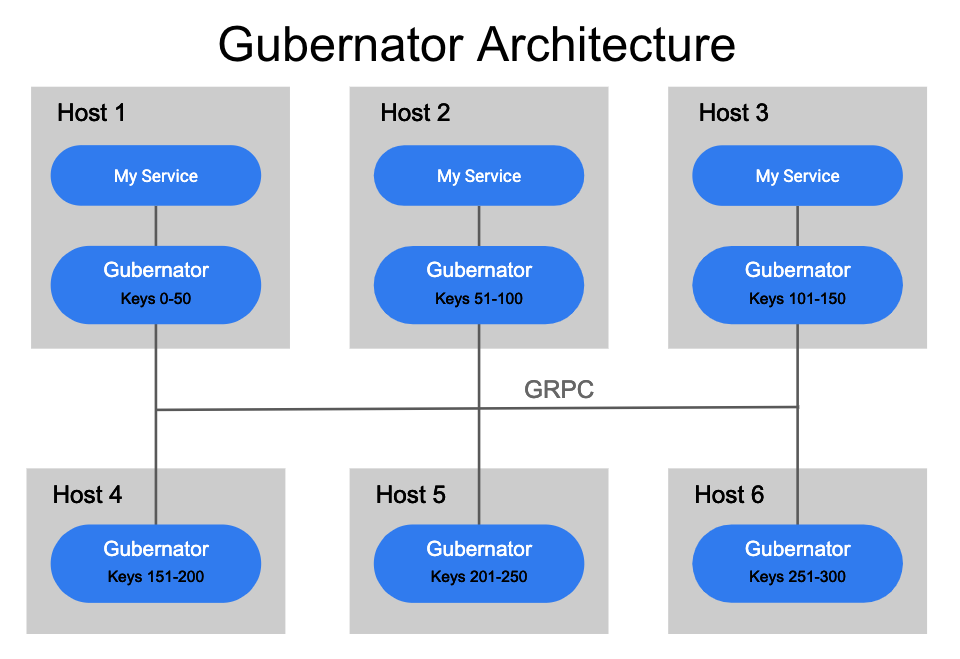 Gubernator Architecture
Host 1
My Service
Gubernator
Keys 0-50
Host 2
My Service
Gubernator
Keys 51-100
Host 3
My Service
Gubernator
Keys 101-150
GRPC
Host 4
Gubernator
Keys 151-200
Host 5
Gubernator
Keys 201-250
Host 6
Gubernator
Keys 251-300